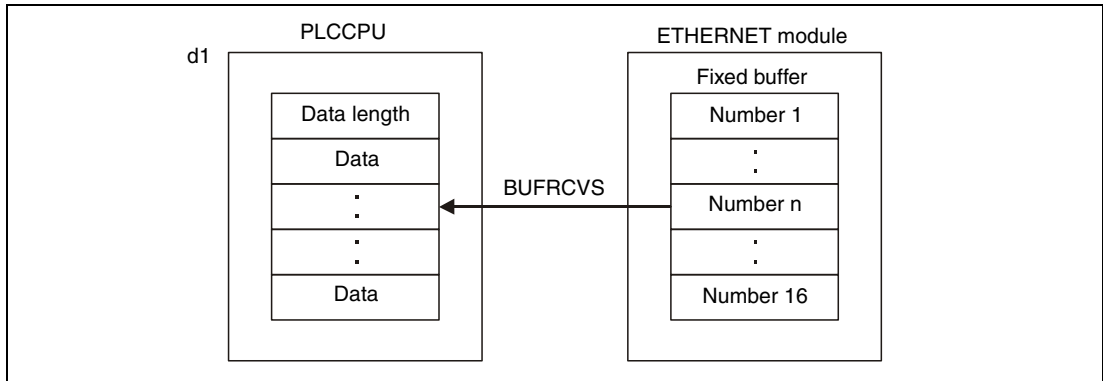 PLCCPU
d1
Data length
Data
:
:
Data
BUFRCVS
ETHERNET module
Fixed buffer
Number 1
:
Number n
:
Number 16